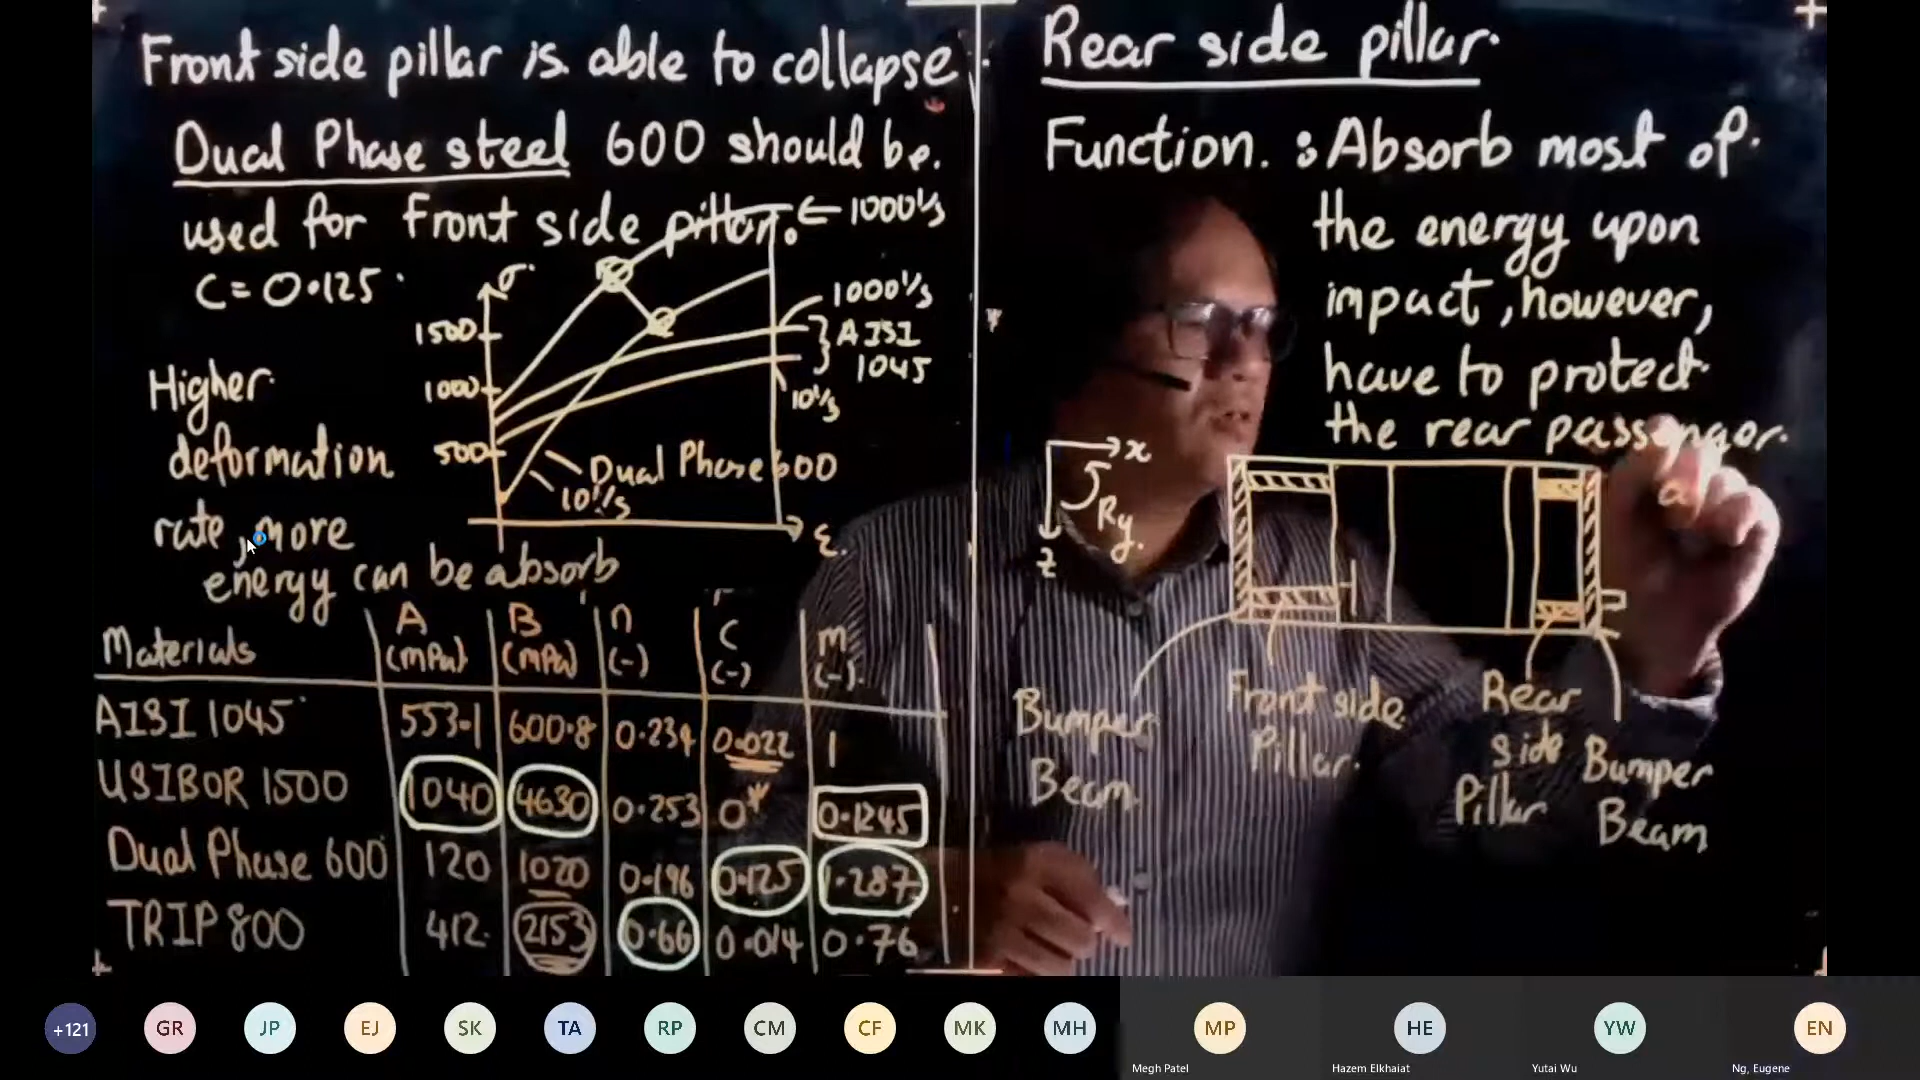 Front side pillar is able to collapse.
Dual Phase steel 600 should be.
used for Front side pillar.
C = 0.125
Higher
deformation
rate, more
energy can be absorb
σ
1500
1000
500
← 1000 1/s
1000 1/s
AISI
1045
10 1/s
Dual Phase 600
10 1/s
ε.
Materials A (MPa) B (MPa) n (-) C (-) m (-).
AISI 1045 553.1 600.8 0.234 0.022 1
USIBOR 1500 1040 4630 0.253 0* 0.1245
Dual Phase 600 120 1020 0.196 0.125 1.287
TRIP 800 412. 2153 0.66 0.014 0.76
Rear side pillar.
Function. : Absorb most of.
the energy upon
impact, however,
have to protect
the rear passenger.
x
Ry.
z
Bumper
Beam
Front side
Pillar.
Rear
side
Pillar
Bumper
Beam
+121 GR JP EJ SK TA RP CM CF MK MH MP HE YW EN
Megh Patel Hazem Elkhaiat Yutai Wu Ng, Eugene